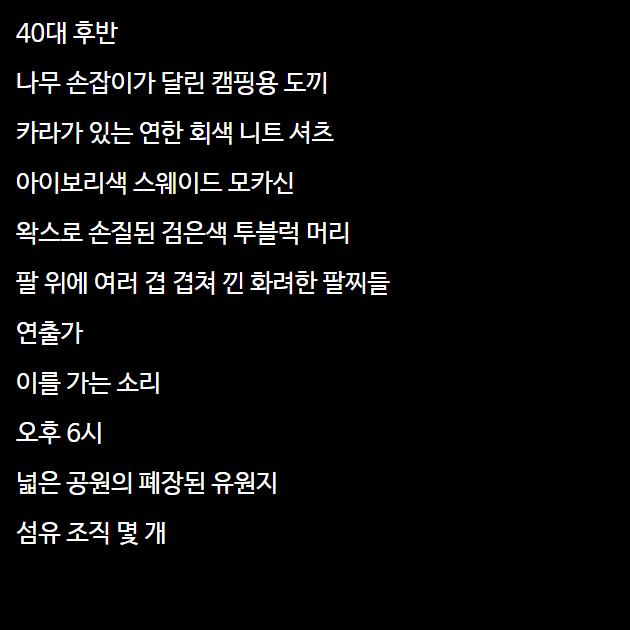 40대 후반
나무 손잡이가 달린 캠핑용 도끼
카라가 있는 연한 회색 니트 셔츠
아이보리색 스웨이드 모카신
왁스로 손질된 검은색 투블럭 머리
팔 위에 여러 겹 겹쳐 낀 화려한 팔찌들
연출가
이를 가는 소리
오후 6시
넓은 공원의 폐장된 유원지
섬유 조직 몇 개